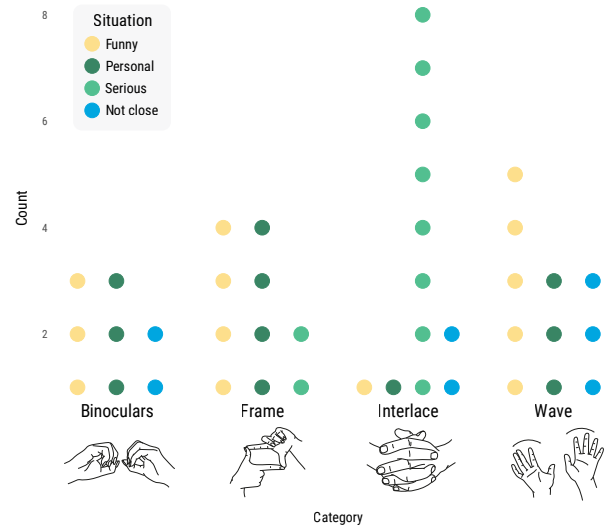 Situation
Funny
Personal
Serious
Not close
8
6
4
2
Count
Binoculars Frame Interlace Wave
Category